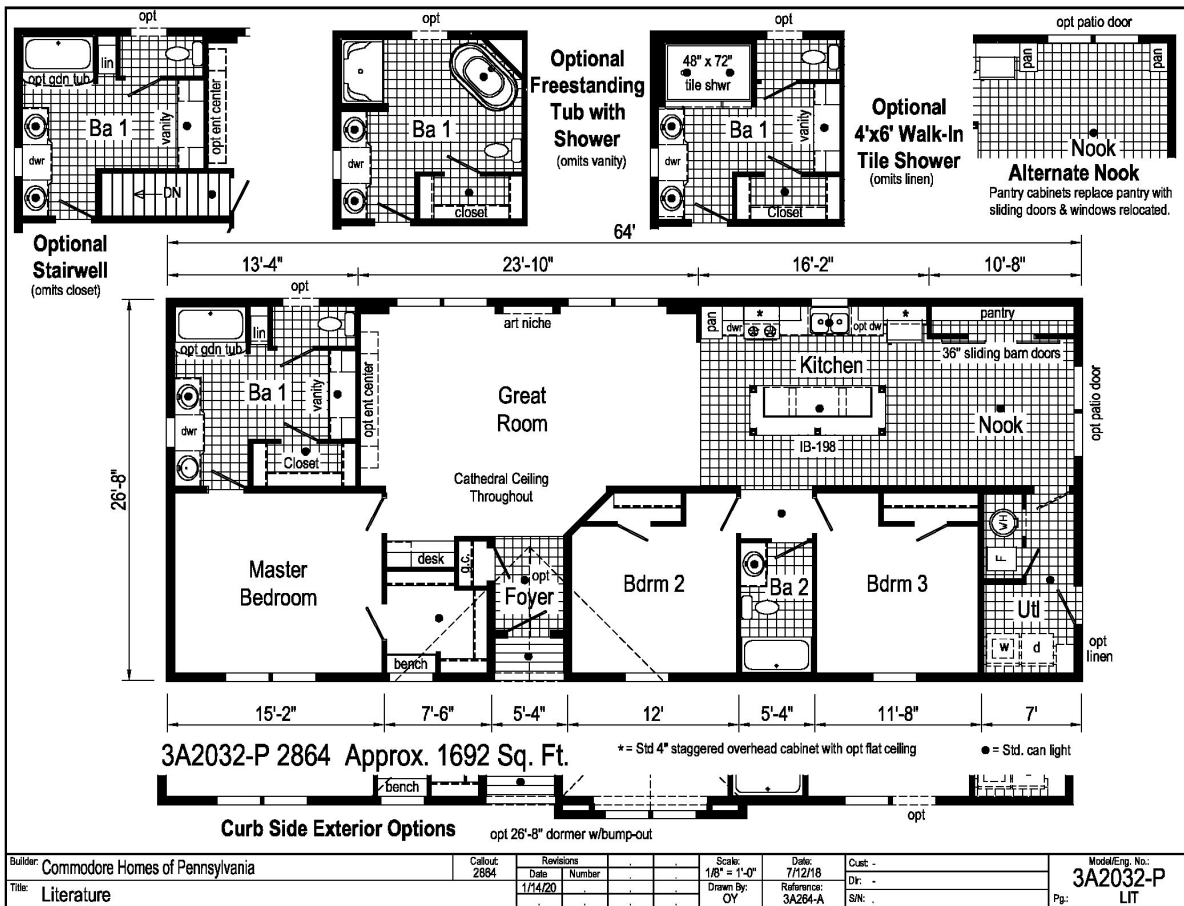 opt
lin
opt gdn tub
Ba 1
vanity
opt ent center
dwr
DN
Optional
Stairwell
(omits closet)
opt
Ba 1
dwr
closet
Optional
Freestanding
Tub with
Shower
(omits vanity)
opt
48" x 72"
tile shwr
Ba 1
vanity
dwr
Closet
Optional
4'x6' Walk-In
Tile Shower
(omits linen)
opt patio door
pan
pan
Nook
Alternate Nook
Pantry cabinets replace pantry with
sliding doors & windows relocated.
64'
13'-4"
23'-10"
16'-2"
10'-8"
26'-8"
opt
lin
opt gdn tub
Ba 1
vanity
opt ent center
dwr
Closet
art niche
Great
Room
Cathedral Ceiling
Throughout
pan
dwr
*
opt dw
*
pantry
36" sliding barn doors
Kitchen
IB-198
Nook
opt patio door
Master
Bedroom
desk
g.c.
opt
Foyer
bench
Bdrm 2
Ba 2
Bdrm 3
WH
F
Utl
w
d
opt
linen
15'-2"
7'-6"
5'-4"
12'
5'-4"
11'-8"
7'
3A2032-P 2864 Approx. 1692 Sq. Ft.
* = Std 4" staggered overhead cabinet with opt flat ceiling
● = Std. can light
bench
Curb Side Exterior Options
opt 26'-8" dormer w/bump-out
opt
Builder: Commodore Homes of Pennsylvania
Title: Literature
Callout:
2864
Revisions
Date Number
1/14/20
Scale:
1/8" = 1'-0"
Drawn By:
OY
Date:
7/12/18
Reference:
3A264-A
Cust: -
Dlr: -
S/N: .
Model/Eng. No.:
3A2032-P
Pg.: LIT